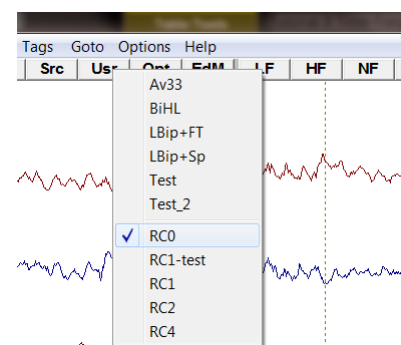 Tags Goto Options Help
Src Usr Opt EdM LF HF NF
Av33
BiHL
LBip+FT
LBip+Sp
Test
Test_2
RC0
RC1-test
RC1
RC2
RC4